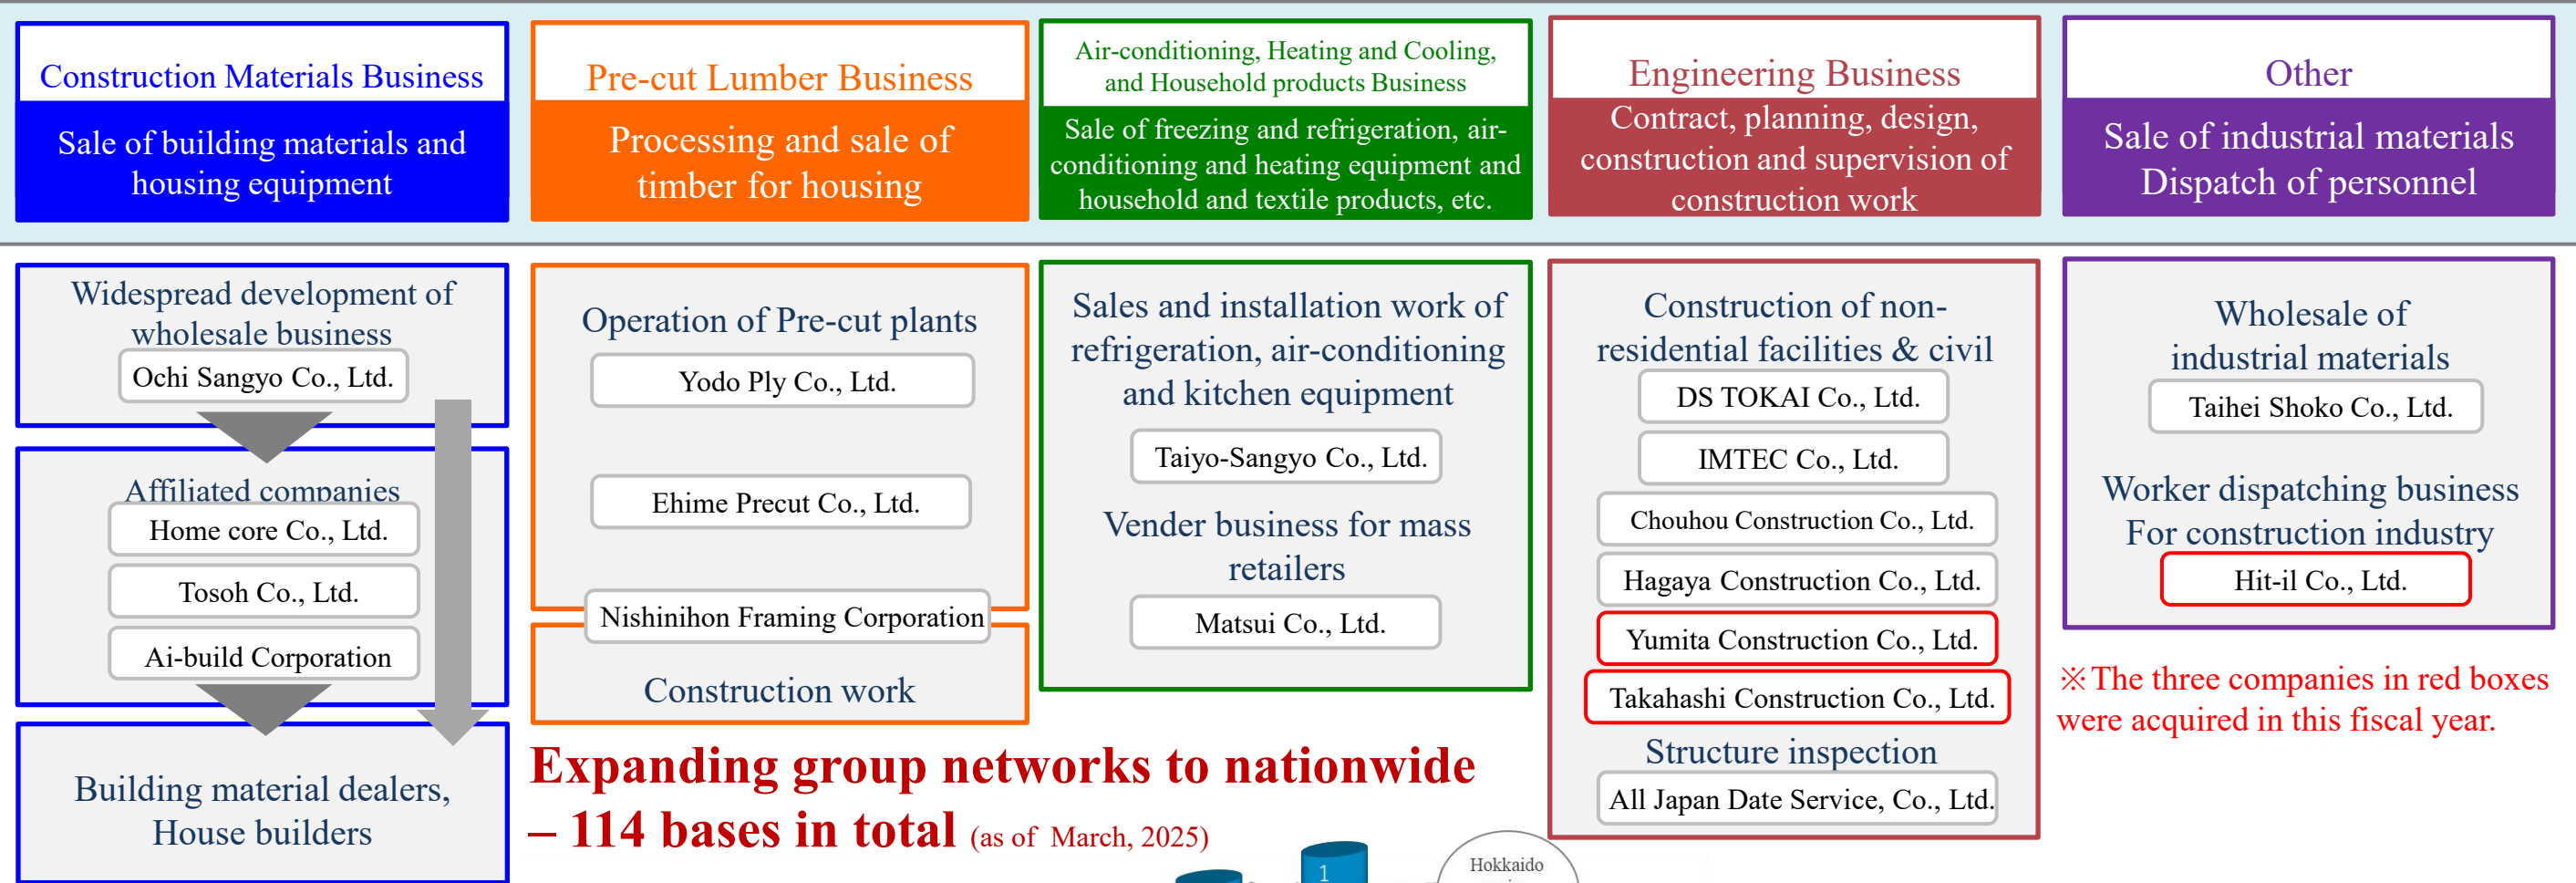 Construction Materials Business
Sale of building materials and
housing equipment
Pre-cut Lumber Business
Processing and sale of
timber for housing
Air-conditioning, Heating and Cooling,
and Household products Business
Sale of freezing and refrigeration, air-
conditioning and heating equipment and
household and textile products, etc.
Engineering Business
Contract, planning, design,
construction and supervision of
construction work
Other
Sale of industrial materials
Dispatch of personnel
Widespread development of
wholesale business
Ochi Sangyo Co., Ltd.
Affiliated companies
Home core Co., Ltd.
Tosoh Co., Ltd.
Ai-build Corporation
Building material dealers,
House builders
Operation of Pre-cut plants
Yodo Ply Co., Ltd.
Ehime Precut Co., Ltd.
Nishinihon Framing Corporation
Construction work
Sales and installation work of
refrigeration, air-conditioning
and kitchen equipment
Taiyo-Sangyo Co., Ltd.
Vender business for mass
retailers
Matsui Co., Ltd.
Construction of non-
residential facilities & civil
DS TOKAI Co., Ltd.
IMTEC Co., Ltd.
Chouhou Construction Co., Ltd.
Hagaya Construction Co., Ltd.
Yumita Construction Co., Ltd.
Takahashi Construction Co., Ltd.
Structure inspection
All Japan Date Service, Co., Ltd.
Wholesale of
industrial materials
Taihei Shoko Co., Ltd.
Worker dispatching business
For construction industry
Hit-il Co., Ltd.
※The three companies in red boxes
were acquired in this fiscal year.
Expanding group networks to nationwide
– 114 bases in total (as of March, 2025)
1
Hokkaido